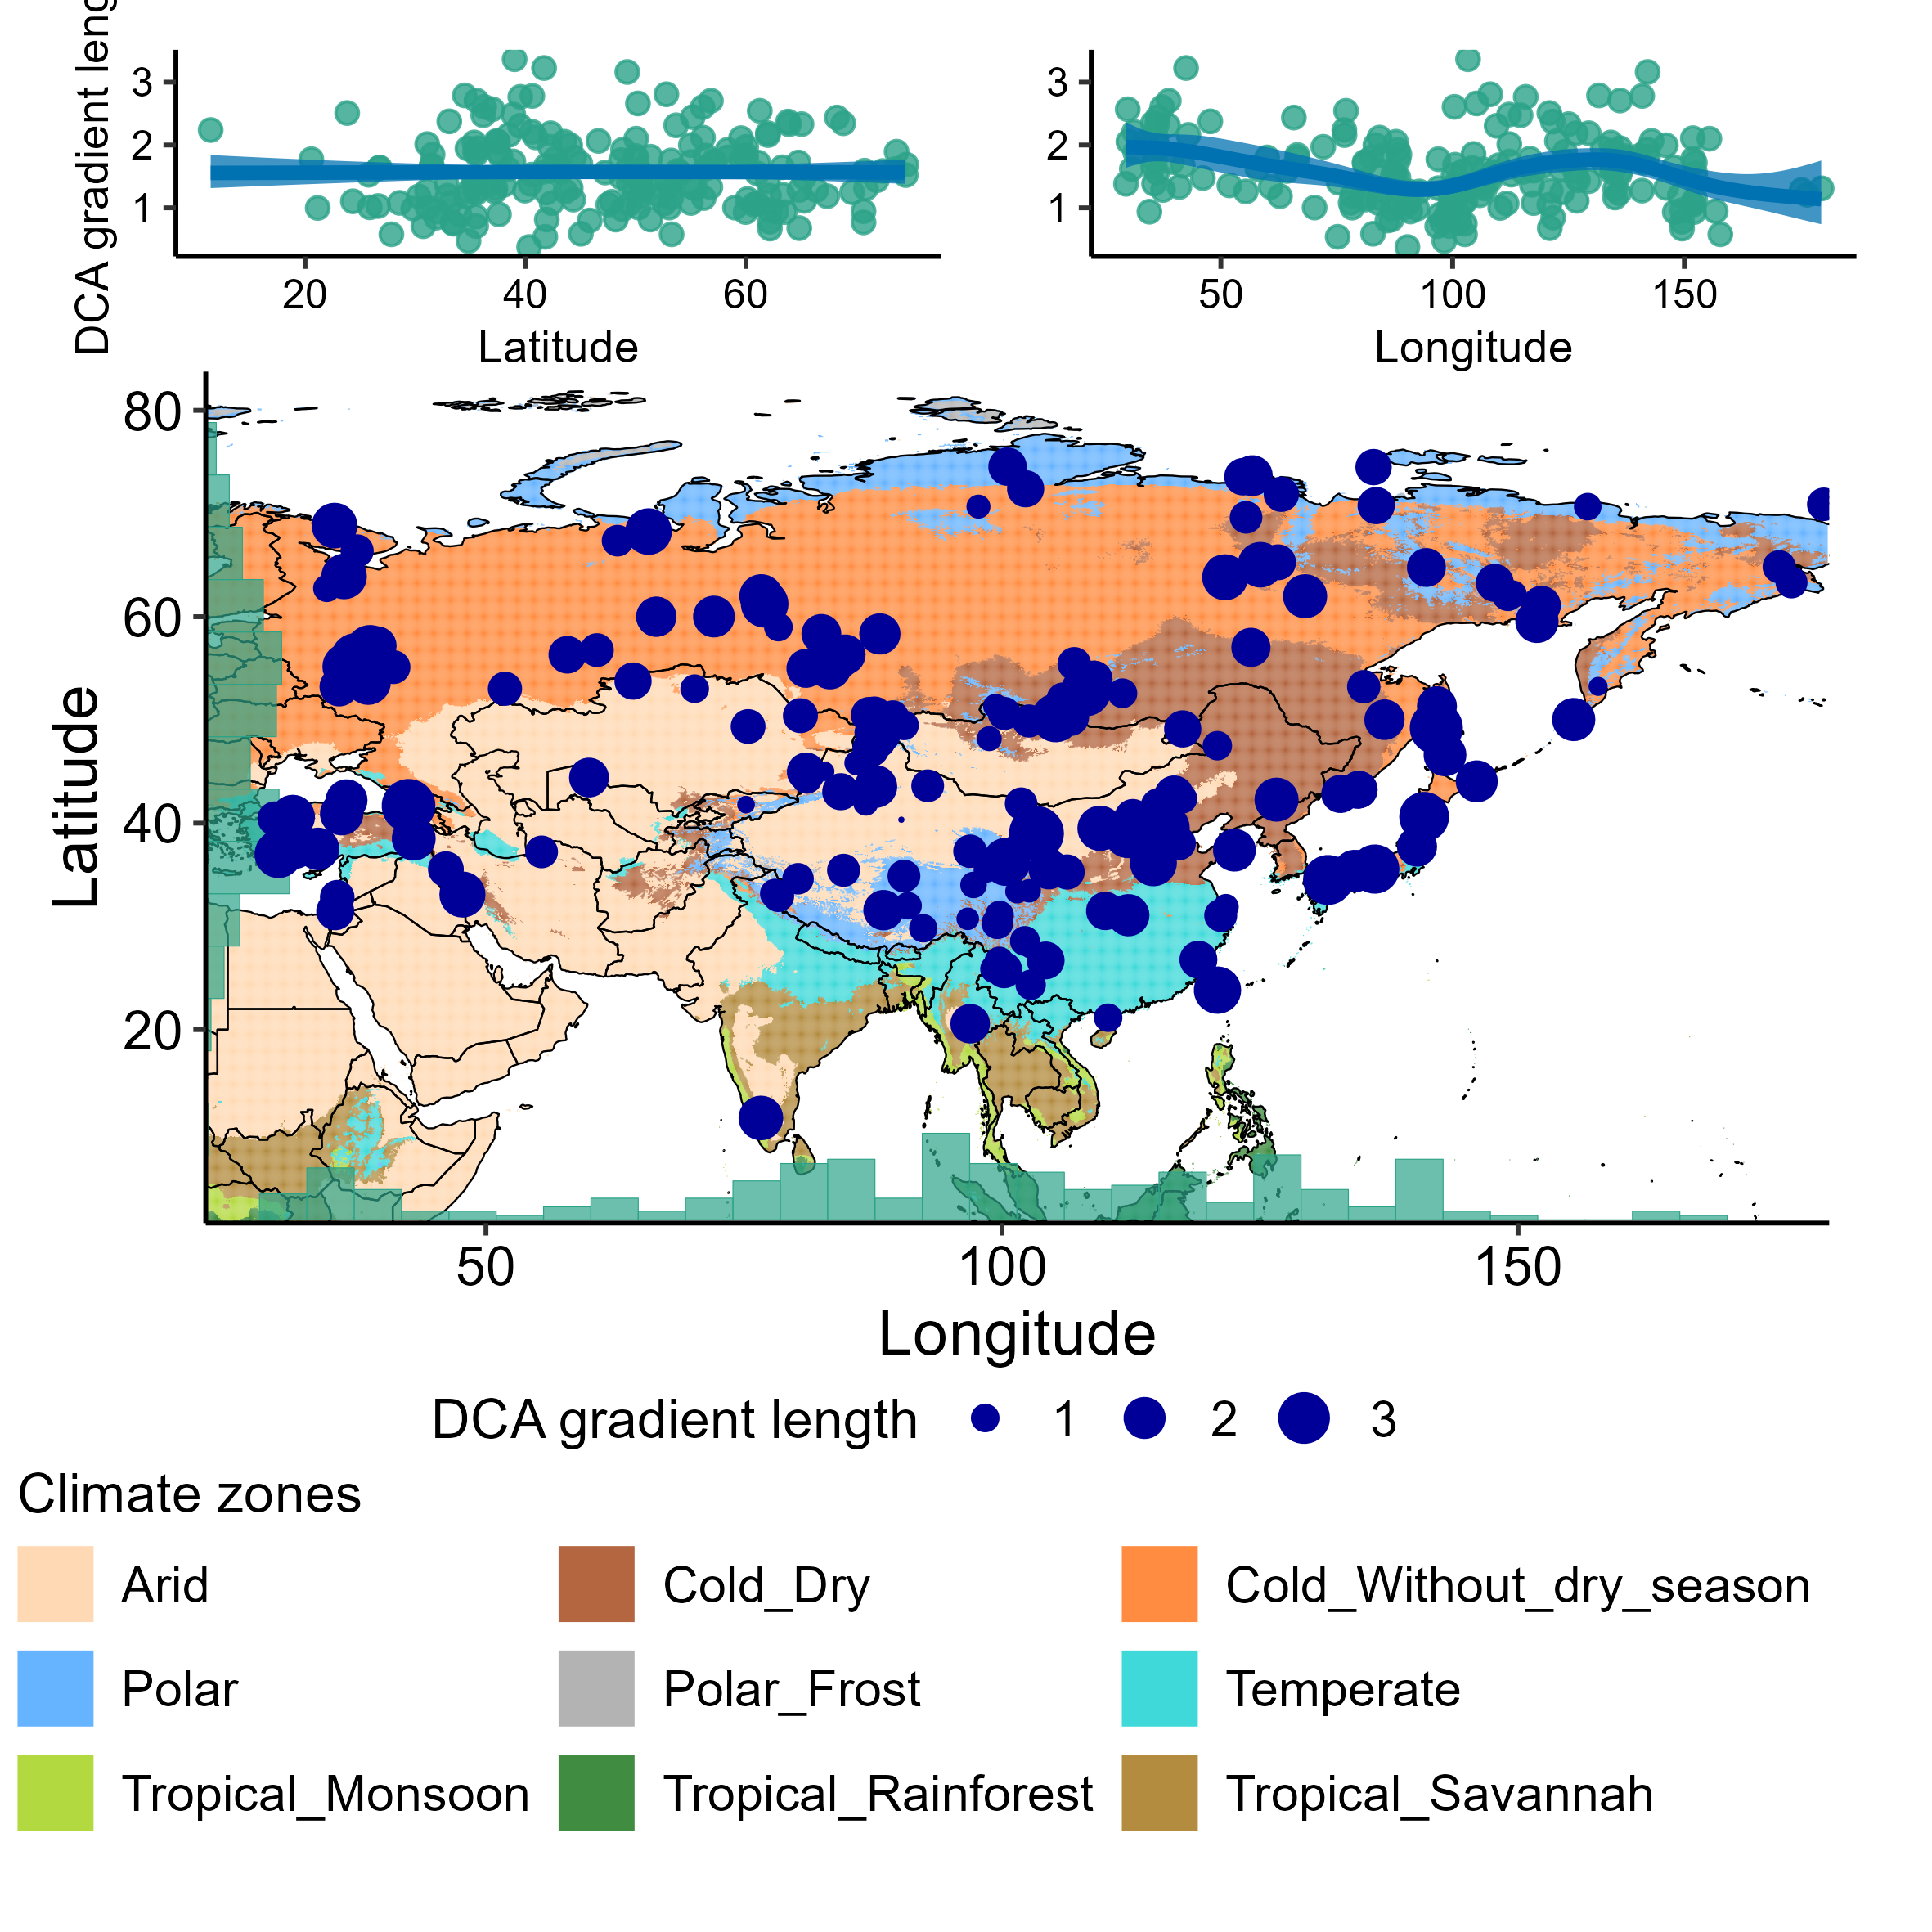 DCA gradient leng
3
2
1
20 40 60
Latitude
3
2
1
50 100 150
Longitude
80
60
40
20
Latitude
50 100 150
Longitude
DCA gradient length 1 2 3
Climate zones
Arid Cold_Dry Cold_Without_dry_season
Polar Polar_Frost Temperate
Tropical_Monsoon Tropical_Rainforest Tropical_Savannah